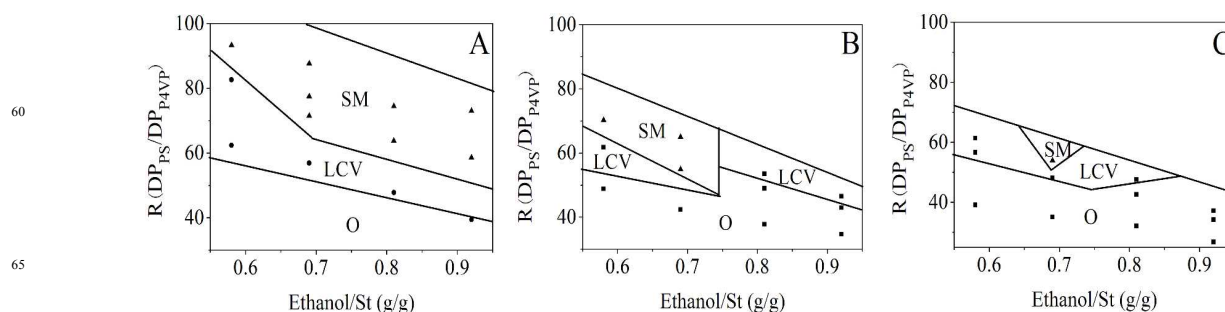 60
65
R (DP_PS/DP_P4VP)
100
80
60
40
A
SM
LCV
O
0.6 0.7 0.8 0.9
Ethanol/St (g/g)
R (DP_PS/DP_P4VP)
100
80
60
40
B
SM
LCV
LCV
O
0.6 0.7 0.8 0.9
Ethanol/St (g/g)
R (DP_PS/DP_P4VP)
100
80
60
40
SM
LCV
O
0.6 0.7 0.8 0.9
Ethanol/St (g/g)